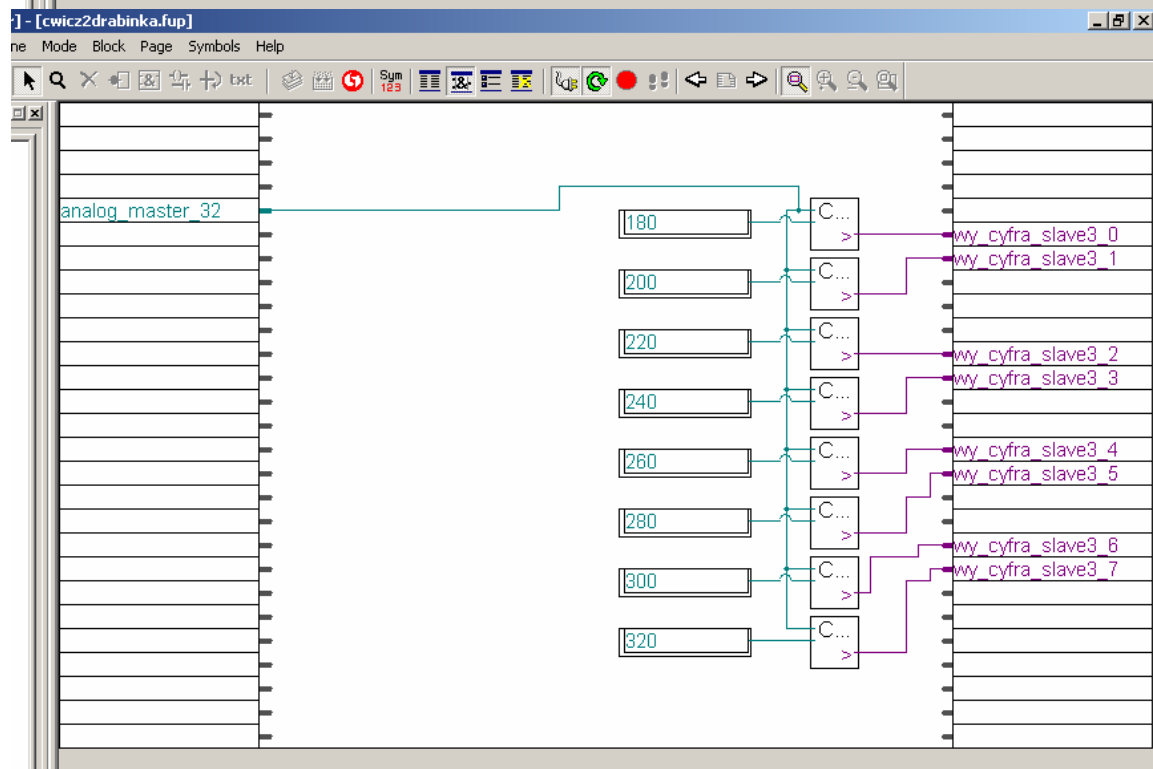 ] - [cwicz2drabinka.fup]
ne Mode Block Page Symbols Help
& txt Sym 123 &
analog_master_32
180 C... >
wy_cyfra_slave3_0
wy_cyfra_slave3_1
200 C... >
220 C... >
wy_cyfra_slave3_2
wy_cyfra_slave3_3
240 C... >
260 C... >
wy_cyfra_slave3_4
wy_cyfra_slave3_5
280 C... >
wy_cyfra_slave3_6
wy_cyfra_slave3_7
300 C... >
320 C... >